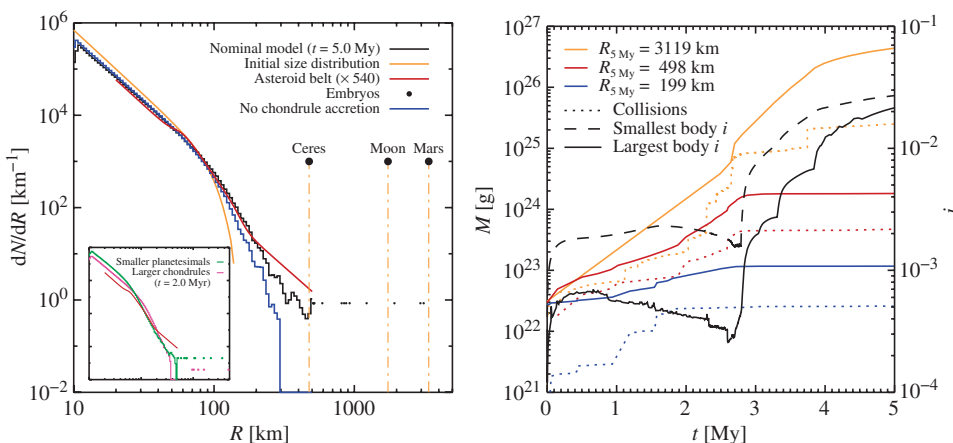 10^6
10^4
10^2
10^0
10^−2
dN/dR [km^−1]
Nominal model (t = 5.0 My)
Initial size distribution
Asteroid belt (× 540)
Embryos
No chondrule accretion
Ceres Moon Mars
Smaller planetesimals
Larger chondrules
(t = 2.0 Myr)
10 100 1000
R [km]
10^27
10^26
10^25
10^24
10^23
10^22
10^21
M [g]
R_5 My = 3119 km
R_5 My = 498 km
R_5 My = 199 km
Collisions
Smallest body i
Largest body i
10^−1
10^−2
10^−3
10^−4
i
0 1 2 3 4 5
t [My]